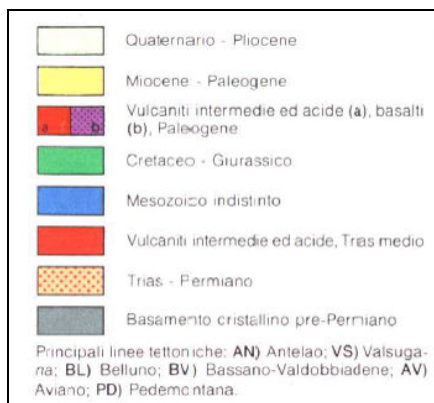 Quaternario - Pliocene
Miocene - Paleogene
a b
Vulcaniti intermedie ed acide (a), basalti
(b), Paleogene
Cretaceo - Giurassico
Mesozoico indistinto
Vulcaniti intermedie ed acide, Trias medio
Trias - Permiano
Basamento cristallino pre-Permiano
Principali linee tettoniche: AN) Antelao; VS) Valsuga-
na; BL) Belluno; BV) Bassano-Valdobbiadene; AV)
Aviano; PD) Pedemontana.